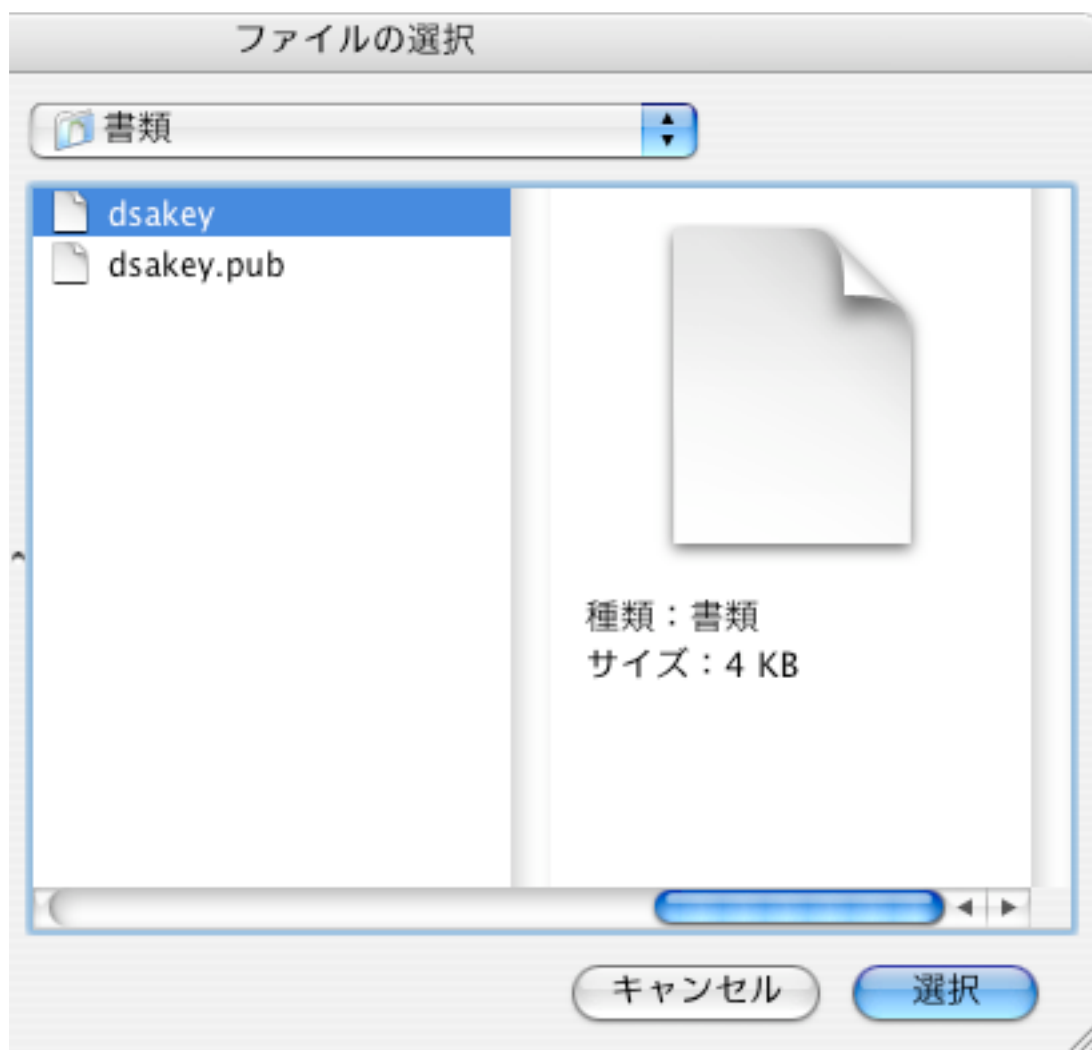 ファイルの選択
書類
dsakey
dsakey.pub
種類：書類
サイズ：4 KB
キャンセル
選択